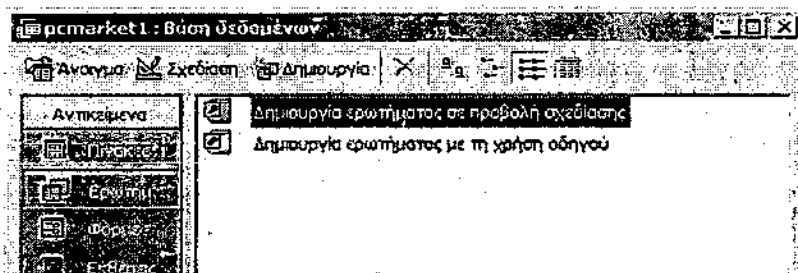 pcmarket1 : Βάση δεδομένων
Άνοιγμα Σχεδίαση Δημιουργία
Αντικείμενα
Δημιουργία ερωτήματος σε προβολή σχεδίασης
Πίνακες
Δημιουργία ερωτήματος με τη χρήση οδηγού
Φόρμες
Εκθέσεις